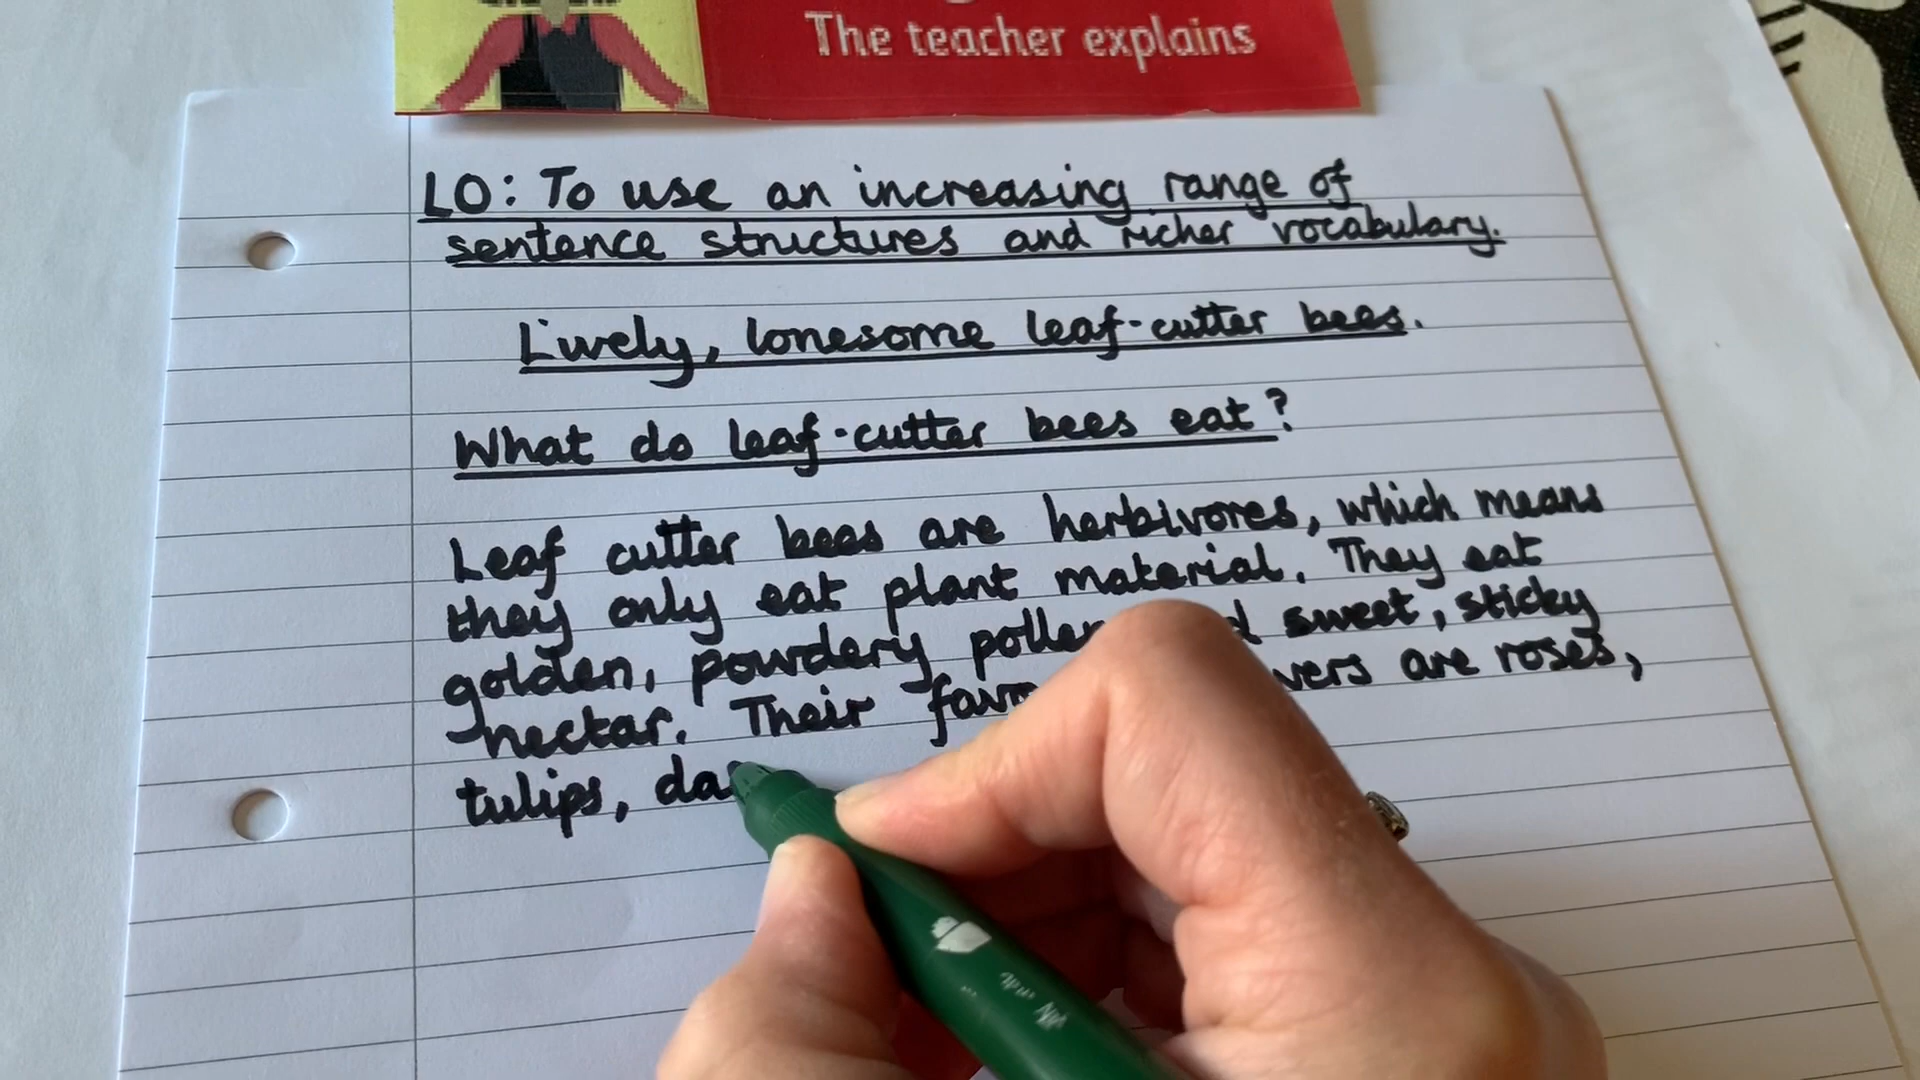 The teacher explains
LO: To use an increasing range of
sentence structures and richer vocabulary.
Lively, lonesome leaf-cutter bees.
What do leaf-cutter bees eat?
Leaf cutter bees are herbivores, which means
they only eat plant material. They eat
golden, powdery sweet, sticky
nectar. Their are roses,
tulips,